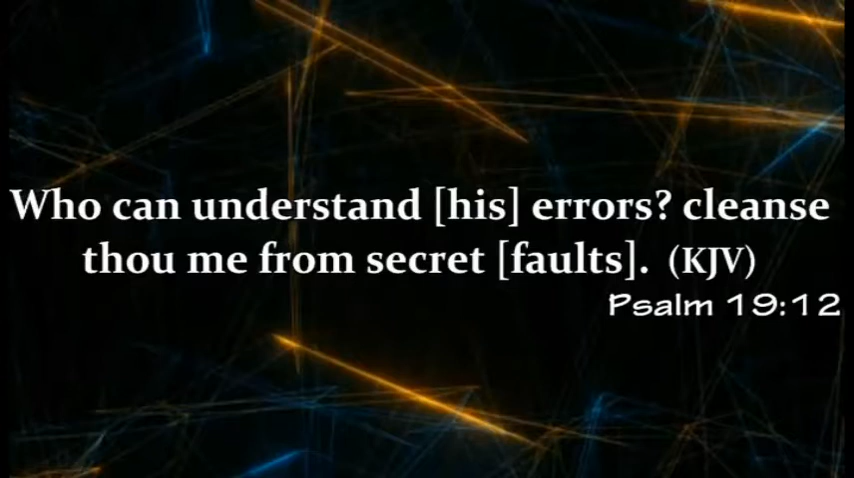 Who can understand [his] errors? cleanse
thou me from secret [faults]. (KJV)
Psalm 19:12